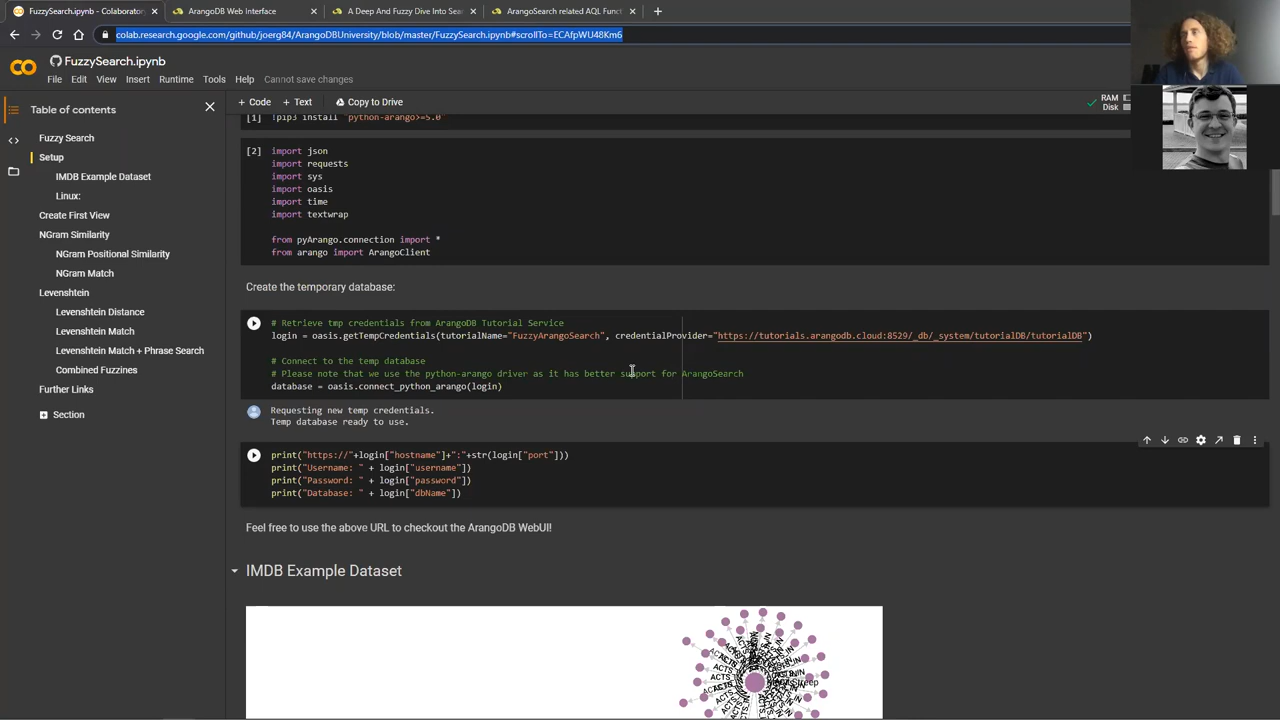 FuzzySearch.ipynb - Colaborator
ArangoDB Web Interface
A Deep And Fuzzy Dive Into Sea
ArangoSearch related AQL Funct
colab.research.google.com/github/joerg84/ArangoDBUniversity/blob/master/FuzzySearch.ipynb#scrollTo=ECAfpWU48Km6
FuzzySearch.ipynb
File Edit View Insert Runtime Tools Help Cannot save changes
Table of contents
+ Code + Text Copy to Drive
RAM
Disk
Fuzzy Search
Setup
IMDB Example Dataset
Linux:
Create First View
NGram Similarity
NGram Positional Similarity
NGram Match
Levenshtein
Levenshtein Distance
Levenshtein Match
Levenshtein Match + Phrase Search
Combined Fuzzines
Further Links
Section
[1] !pip3 install "python-arango>=5.0"
[2] import json
import requests
import sys
import oasis
import time
import textwrap
from pyArango.connection import *
from arango import ArangoClient
Create the temporary database:
# Retrieve tmp credentials from ArangoDB Tutorial Service
login = oasis.getTempCredentials(tutorialName="FuzzyArangoSearch", credentialProvider="https://tutorials.arangodb.cloud:8529/_db/_system/tutorialDB/tutorialDB")
# Connect to the temp database
# Please note that we use the python-arango driver as it has better support for ArangoSearch
database = oasis.connect_python_arango(login)
Requesting new temp credentials.
Temp database ready to use.
print("https://"+login["hostname"]+":"+str(login["port"]))
print("Username: " + login["username"])
print("Password: " + login["password"])
print("Database: " + login["dbName"])
Feel free to use the above URL to checkout the ArangoDB WebUI!
IMDB Example Dataset